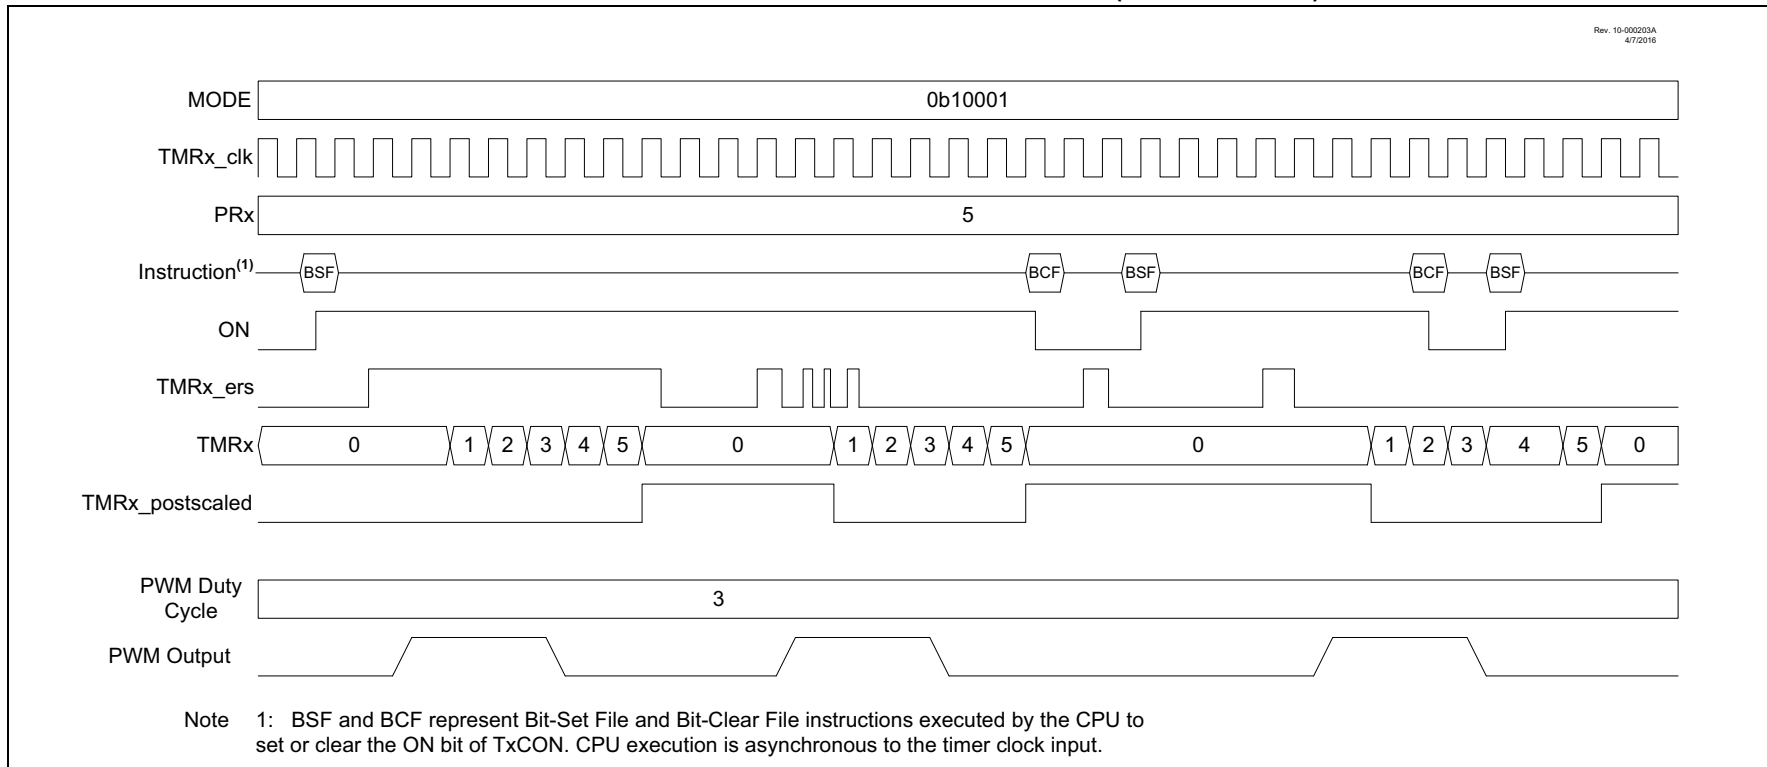 Rev. 10-000203A
4/7/2016
MODE 0b10001
TMRx_clk
PRx 5
Instruction(1) BSF BCF BSF BCF BSF
ON
TMRx_ers
TMRx 0 1 2 3 4 5 0 1 2 3 4 5 0 1 2 3 4 5 0
TMRx_postscaled
PWM Duty
Cycle 3
PWM Output
Note 1: BSF and BCF represent Bit-Set File and Bit-Clear File instructions executed by the CPU to
set or clear the ON bit of TxCON. CPU execution is asynchronous to the timer clock input.